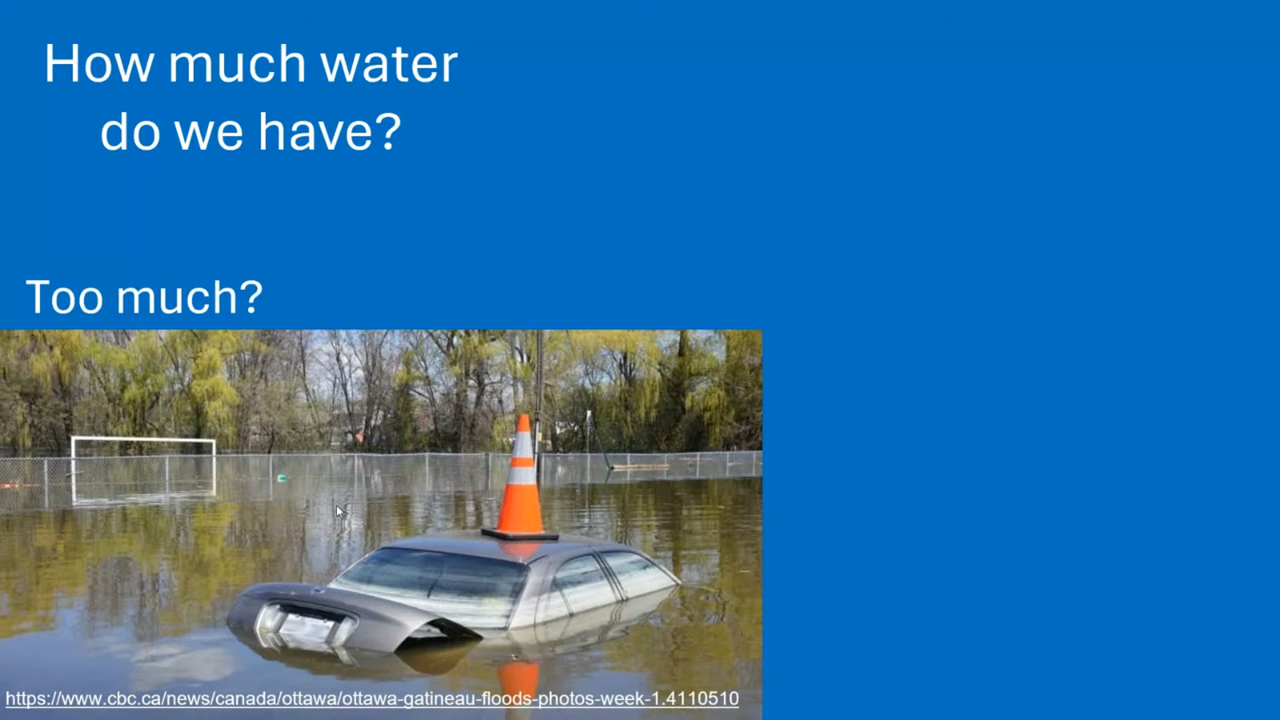 How much water
do we have?
Too much?
https://www.cbc.ca/news/canada/ottawa/ottawa-gatineau-floods-photos-week-1.4110510